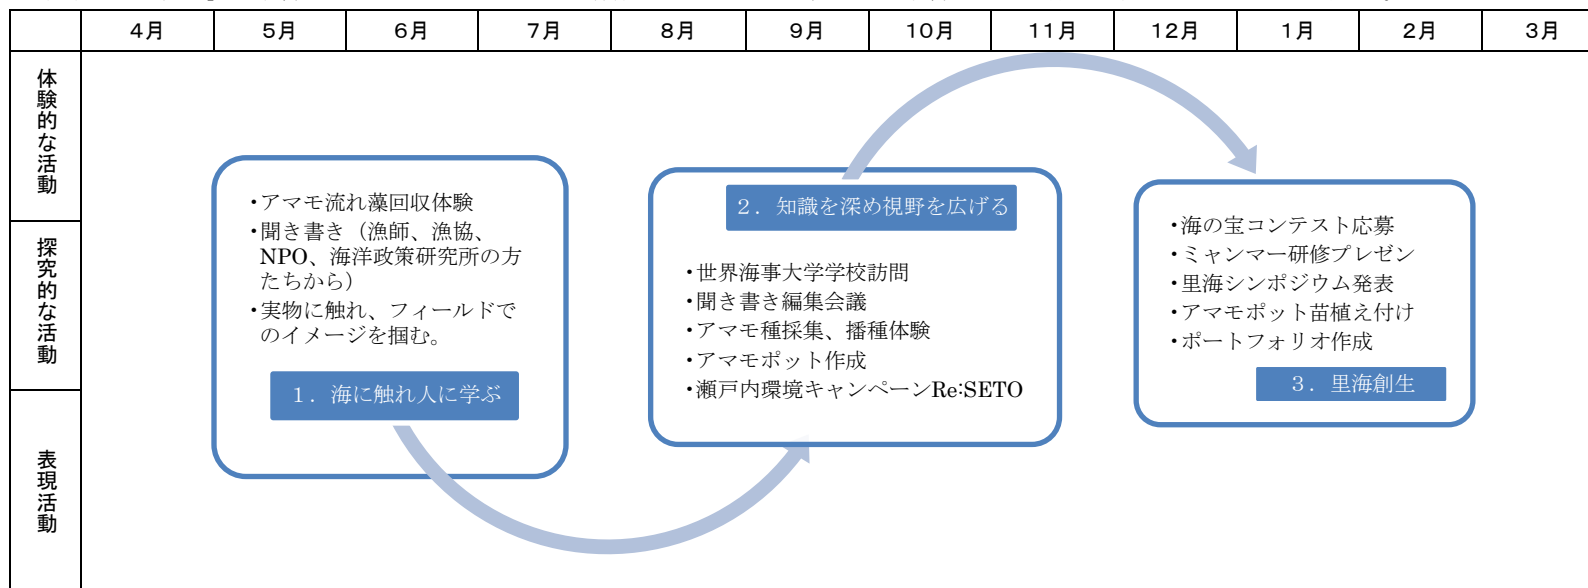 4月 5月 6月 7月 8月 9月 10月 11月 12月 1月 2月 3月
体験的な活動
探究的な活動
表現活動
・アマモ流れ藻回収体験
・聞き書き（漁師、漁協、
NPO、海洋政策研究所の方
たちから）
・実物に触れ、フィールドで
のイメージを掴む。
１．海に触れ人に学ぶ
２．知識を深め視野を広げる
・世界海事大学学校訪問
・聞き書き編集会議
・アマモ種採集、播種体験
・アマモポット作成
・瀬戸内環境キャンペーンRe:SETO
・海の宝コンテスト応募
・ミャンマー研修プレゼン
・里海シンポジウム発表
・アマモポット苗植え付け
・ポートフォリオ作成
３．里海創生